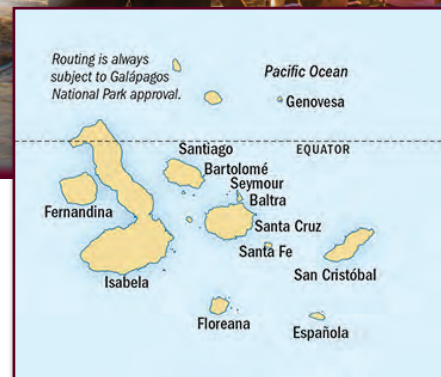 Routing is always
subject to Galápagos
National Park approval.
Pacific Ocean
Genovesa
EQUATOR
Santiago
Bartolomé
Seymour
Baltra
Fernandina
Santa Cruz
Santa Fe
San Cristóbal
Isabela
Floreana
Española